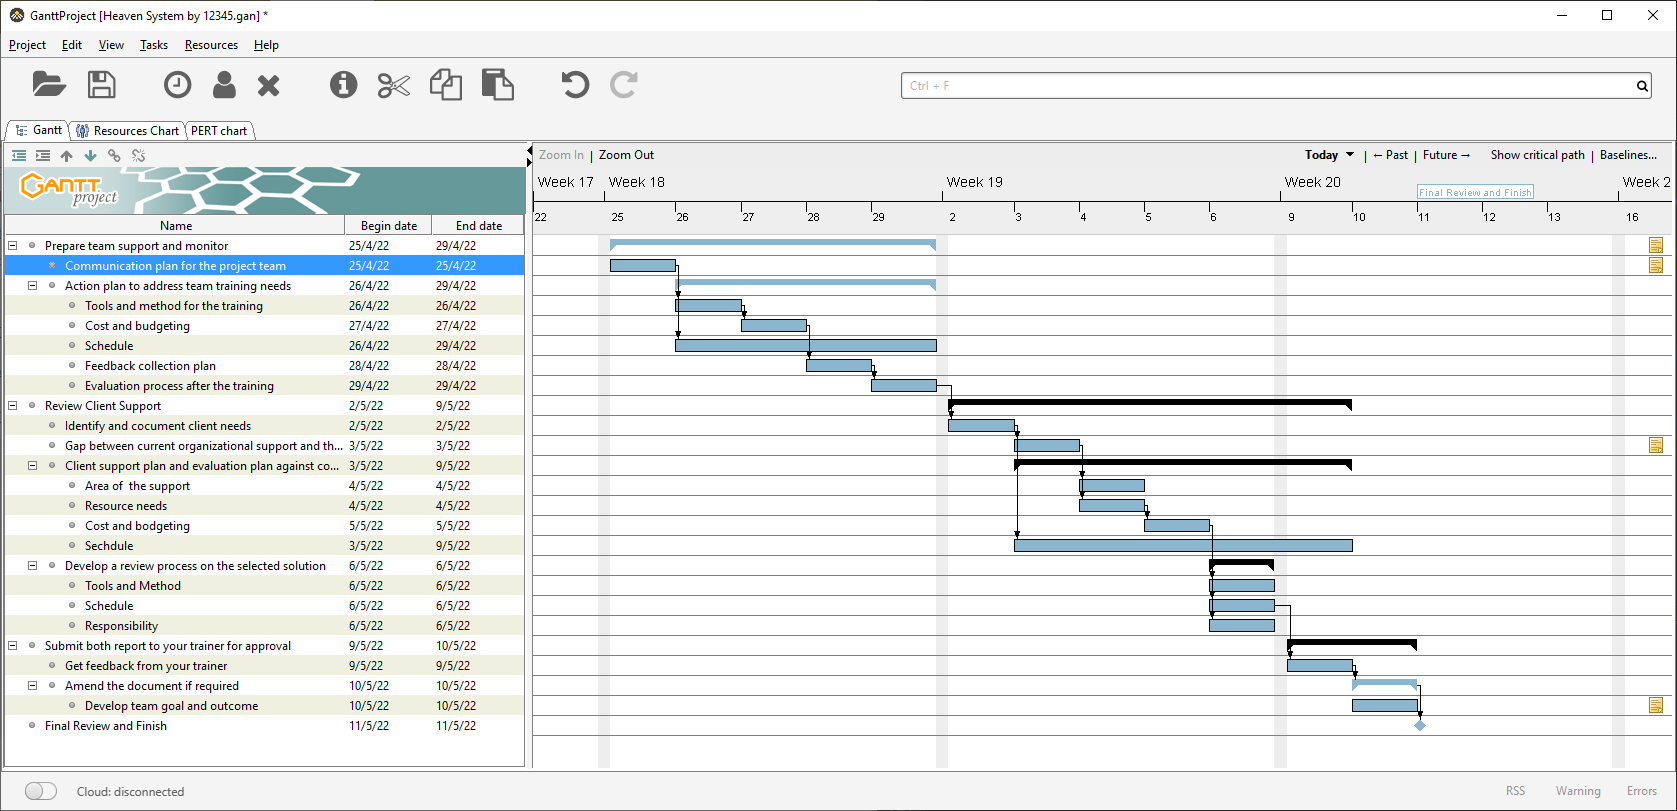 GanttProject [Heaven System by 12345.gan] *
Project Edit View Tasks Resources Help
Ctrl + F
Gantt Resources Chart PERT chart
Zoom In | Zoom Out Today | ← Past | Future → Show critical path | Baselines...
GANTT project
Week 17 Week 18 Week 19 Week 20 Week 2
Final Review and Finish
22 25 26 27 28 29 2 3 4 5 6 9 10 11 12 13 16
Name Begin date End date
Prepare team support and monitor 25/4/22 29/4/22
Communication plan for the project team 25/4/22 25/4/22
Action plan to address team training needs 26/4/22 29/4/22
Tools and method for the training 26/4/22 26/4/22
Cost and budgeting 27/4/22 27/4/22
Schedule 26/4/22 29/4/22
Feedback collection plan 28/4/22 28/4/22
Evaluation process after the training 29/4/22 29/4/22
Review Client Support 2/5/22 9/5/22
Identify and cocument client needs 2/5/22 2/5/22
Gap between current organizational support and th... 3/5/22 3/5/22
Client support plan and evaluation plan against co... 3/5/22 9/5/22
Area of  the support 4/5/22 4/5/22
Resource needs 4/5/22 4/5/22
Cost and bodgeting 5/5/22 5/5/22
Sechdule 3/5/22 9/5/22
Develop a review process on the selected solution 6/5/22 6/5/22
Tools and Method 6/5/22 6/5/22
Schedule 6/5/22 6/5/22
Responsibility 6/5/22 6/5/22
Submit both report to your trainer for approval 9/5/22 10/5/22
Get feedback from your trainer 9/5/22 9/5/22
Amend the document if required 10/5/22 10/5/22
Develop team goal and outcome 10/5/22 10/5/22
Final Review and Finish 11/5/22 11/5/22
Cloud: disconnected RSS Warning Errors